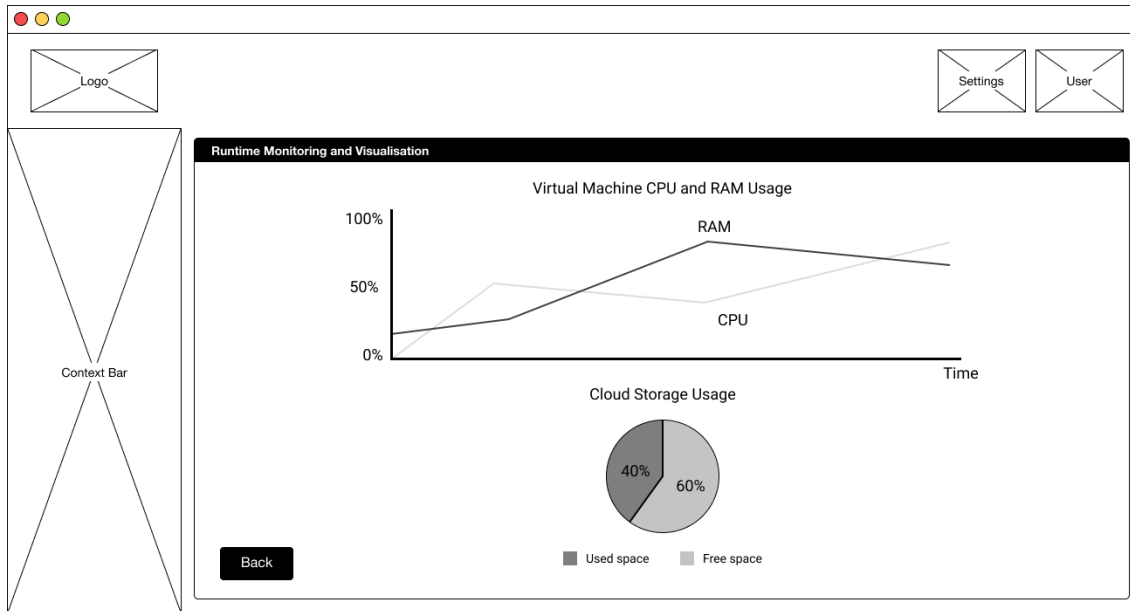 Logo
Settings
User
Context Bar
Runtime Monitoring and Visualisation
Virtual Machine CPU and RAM Usage
100%
RAM
50%
CPU
0%
Time
Cloud Storage Usage
40%
60%
Used space
Free space
Back